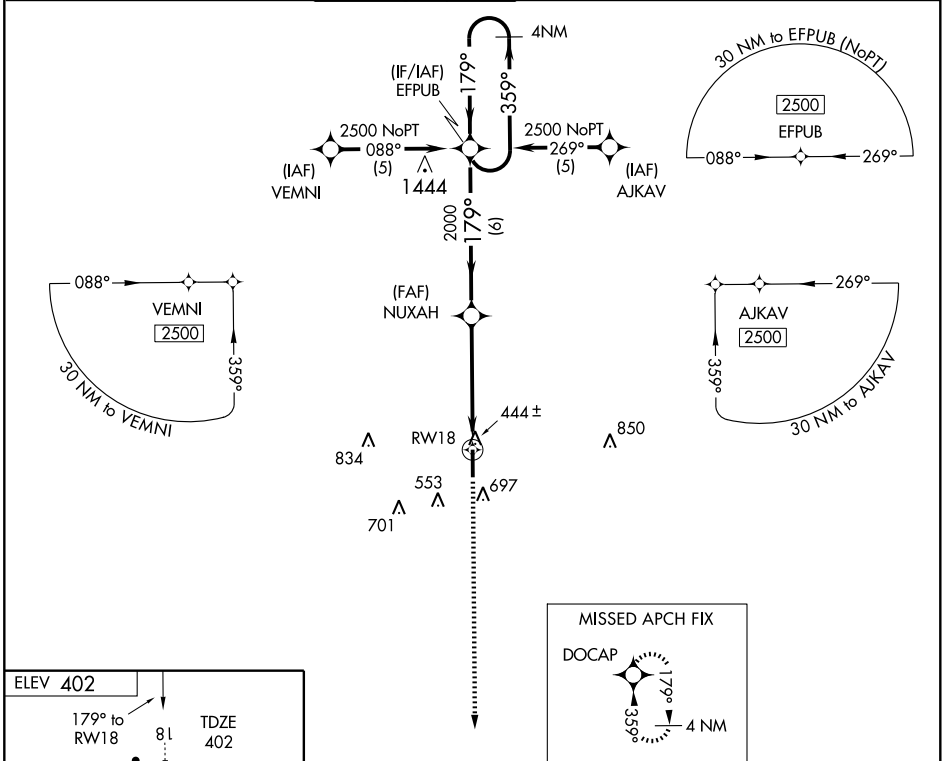 4NM
30 NM to EFPUB (NoPT)
(IF/IAF)
EFPUB
179°
359°
2500
EFPUB
088°
269°
2500 NoPT
088°
(5)
(IAF)
VEMNI
1444
2500 NoPT
269°
(5)
(IAF)
AJKAV
2000
179°
(6)
088°
VEMNI
2500
359°
30 NM to VEMNI
(FAF)
NUXAH
269°
AJKAV
2500
359°
30 NM to AJKAV
444±
RW18
834
850
553
697
701
MISSED APCH FIX
DOCAP
179°
359°
4 NM
ELEV 402
179° to
RW18
18
TDZE
402